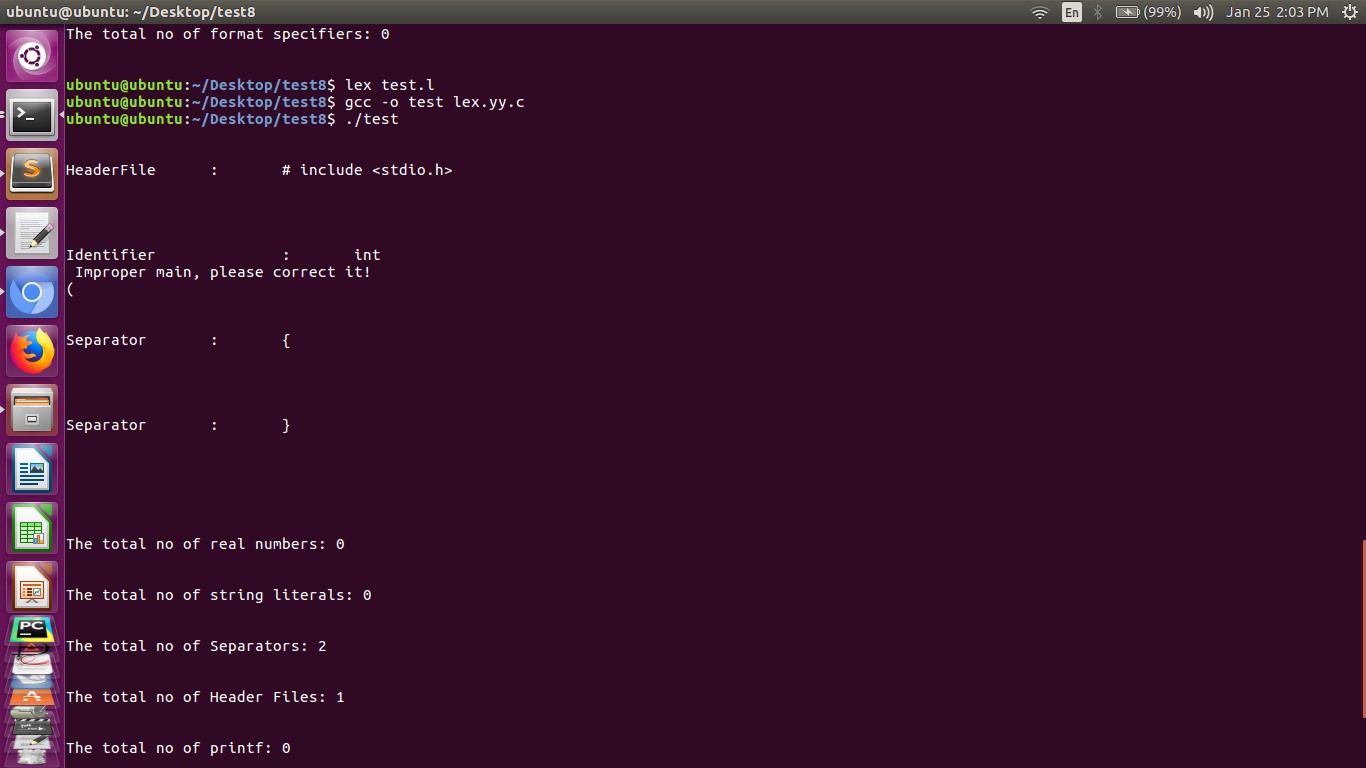 ubuntu@ubuntu: ~/Desktop/test8
En
(99%)
Jan 25 2:03 PM
The total no of format specifiers: 0
ubuntu@ubuntu:~/Desktop/test8$ lex test.l
ubuntu@ubuntu:~/Desktop/test8$ gcc -o test lex.yy.c
ubuntu@ubuntu:~/Desktop/test8$ ./test
HeaderFile : # include <stdio.h>
Identifier : int
Improper main, please correct it!
(
Separator : {
Separator : }
The total no of real numbers: 0
The total no of string literals: 0
The total no of Separators: 2
The total no of Header Files: 1
The total no of printf: 0
>_
S
PC